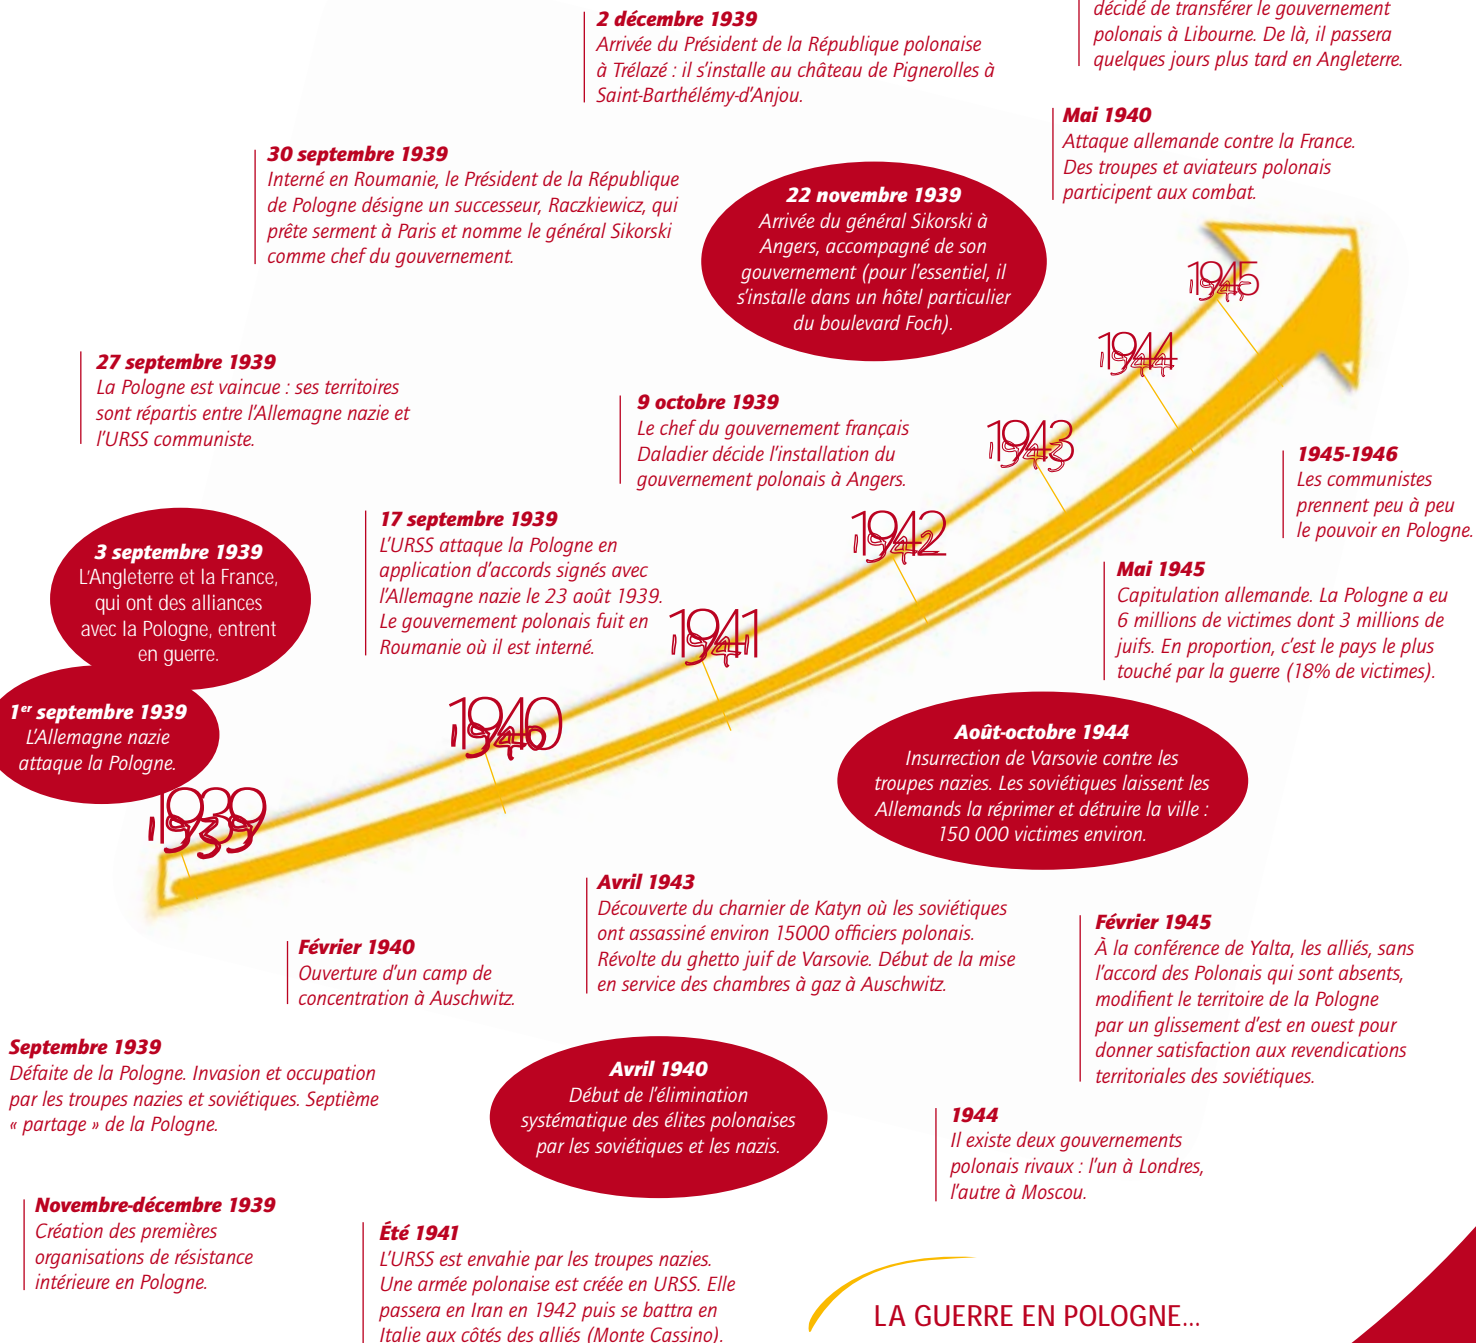 2 décembre 1939
Arrivée du Président de la République polonaise
à Trélazé : il s'installe au château de Pignerolles à
Saint-Barthélémy-d'Anjou.
décidé de transférer le gouvernement
polonais à Libourne. De là, il passera
quelques jours plus tard en Angleterre.
Mai 1940
Attaque allemande contre la France.
Des troupes et aviateurs polonais
participent aux combat.
30 septembre 1939
Interné en Roumanie, le Président de la République
de Pologne désigne un successeur, Raczkiewicz, qui
prête serment à Paris et nomme le général Sikorski
comme chef du gouvernement.
22 novembre 1939
Arrivée du général Sikorski à
Angers, accompagné de son
gouvernement (pour l'essentiel, il
s'installe dans un hôtel particulier
du boulevard Foch).
27 septembre 1939
La Pologne est vaincue : ses territoires
sont répartis entre l'Allemagne nazie et
l'URSS communiste.
9 octobre 1939
Le chef du gouvernement français
Daladier décide l'installation du
gouvernement polonais à Angers.
17 septembre 1939
L'URSS attaque la Pologne en
application d'accords signés avec
l'Allemagne nazie le 23 août 1939.
Le gouvernement polonais fuit en
Roumanie où il est interné.
3 septembre 1939
L'Angleterre et la France,
qui ont des alliances
avec la Pologne, entrent
en guerre.
1er septembre 1939
L'Allemagne nazie
attaque la Pologne.
1939
1939
1940
1940
1941
1941
1942
1942
1943
1943
1944
1944
1945
1945
1945-1946
Les communistes
prennent peu à peu
le pouvoir en Pologne.
Mai 1945
Capitulation allemande. La Pologne a eu
6 millions de victimes dont 3 millions de
juifs. En proportion, c'est le pays le plus
touché par la guerre (18% de victimes).
Août-octobre 1944
Insurrection de Varsovie contre les
troupes nazies. Les soviétiques laissent les
Allemands la réprimer et détruire la ville :
150 000 victimes environ.
Avril 1943
Découverte du charnier de Katyn où les soviétiques
ont assassiné environ 15000 officiers polonais.
Révolte du ghetto juif de Varsovie. Début de la mise
en service des chambres à gaz à Auschwitz.
Février 1940
Ouverture d'un camp de
concentration à Auschwitz.
Février 1945
À la conférence de Yalta, les alliés, sans
l'accord des Polonais qui sont absents,
modifient le territoire de la Pologne
par un glissement d'est en ouest pour
donner satisfaction aux revendications
territoriales des soviétiques.
Septembre 1939
Défaite de la Pologne. Invasion et occupation
par les troupes nazies et soviétiques. Septième
« partage » de la Pologne.
Avril 1940
Début de l'élimination
systématique des élites polonaises
par les soviétiques et les nazis.
1944
Il existe deux gouvernements
polonais rivaux : l'un à Londres,
l'autre à Moscou.
Novembre-décembre 1939
Création des premières
organisations de résistance
intérieure en Pologne.
Été 1941
L'URSS est envahie par les troupes nazies.
Une armée polonaise est créée en URSS. Elle
passera en Iran en 1942 puis se battra en
Italie aux côtés des alliés (Monte Cassino).
LA GUERRE EN POLOGNE...